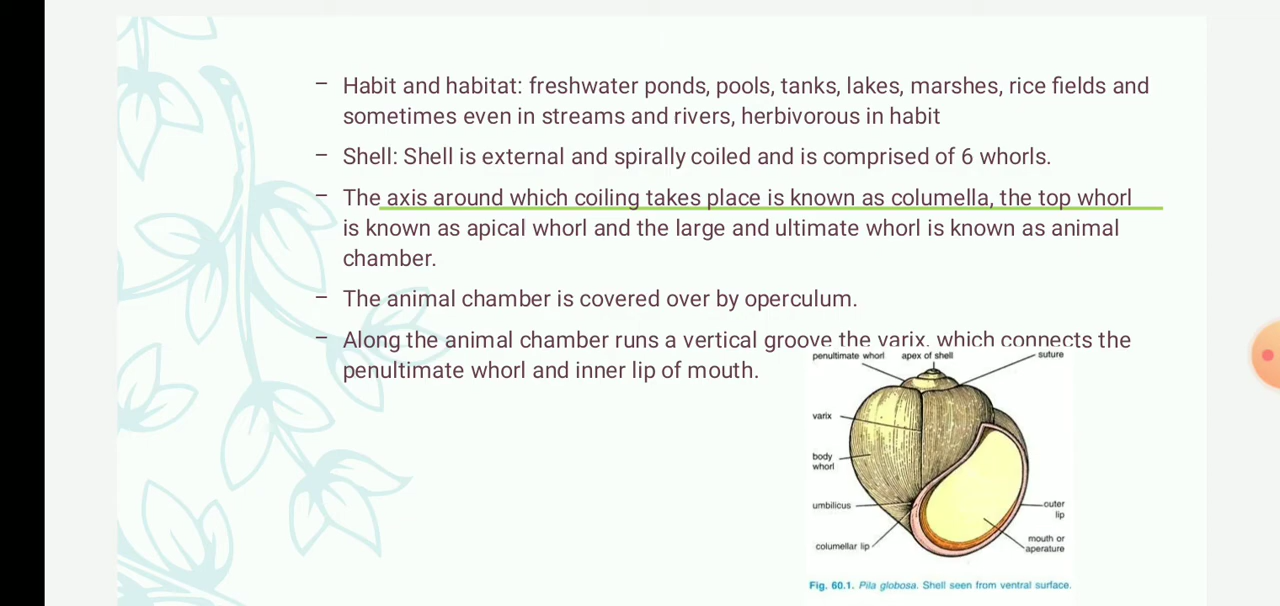 – Habit and habitat: freshwater ponds, pools, tanks, lakes, marshes, rice fields and
sometimes even in streams and rivers, herbivorous in habit
– Shell: Shell is external and spirally coiled and is comprised of 6 whorls.
– The axis around which coiling takes place is known as columella, the top whorl
is known as apical whorl and the large and ultimate whorl is known as animal
chamber.
– The animal chamber is covered over by operculum.
– Along the animal chamber runs a vertical groove the varix, which connects the
penultimate whorl and inner lip of mouth.
penultimate whorl apex of shell suture
varix
body
whorl
umbilicus
outer
lip
columellar lip
mouth or
aperature
Fig. 60.1. Pila globosa. Shell seen from ventral surface.